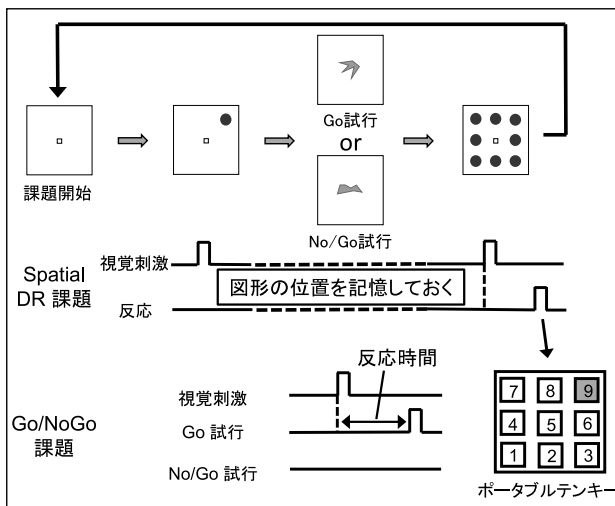 Go試行
or
課題開始
No/Go試行
視覚刺激
Spatial
DR 課題
図形の位置を記憶しておく
反応
反応時間
視覚刺激
Go/NoGo
課題
Go 試行
No/Go 試行
7 8 9
4 5 6
1 2 3
ポータブルテンキー